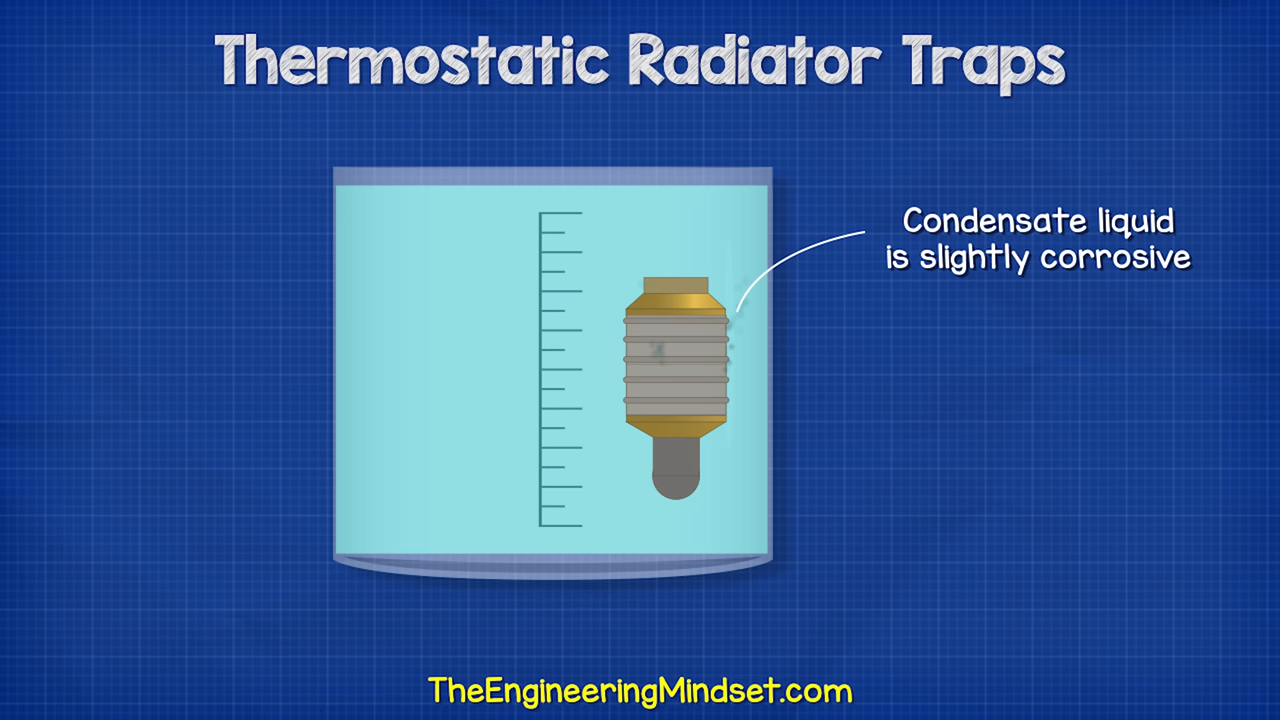 Thermostatic Radiator Traps
Condensate liquid
is slightly corrosive
TheEngineeringMindset.com